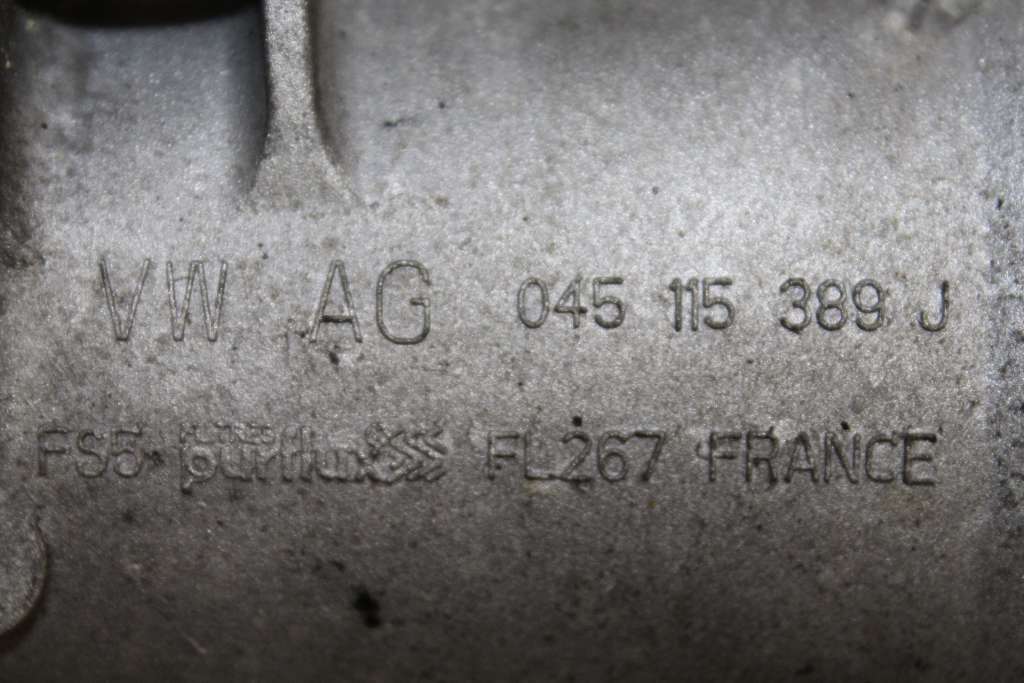 VW AG 045 115 389 J
FS5 purflux FL267 FRANCE